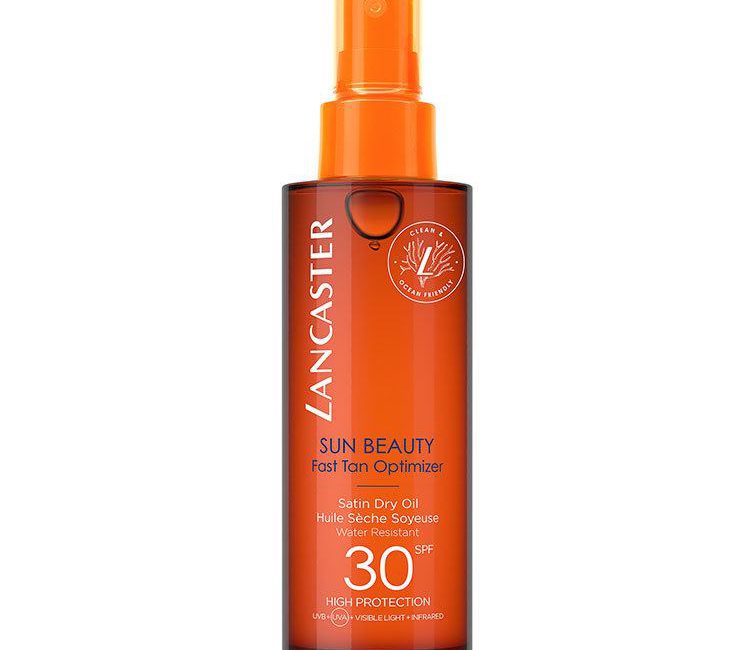 CLEAN &
L
OCEAN FRIENDLY
LANCASTER
SUN BEAUTY
Fast Tan Optimizer
Satin Dry Oil
Huile Sèche Soyeuse
Water Resistant
30 SPF
HIGH PROTECTION
UVB + UVA + VISIBLE LIGHT + INFRARED